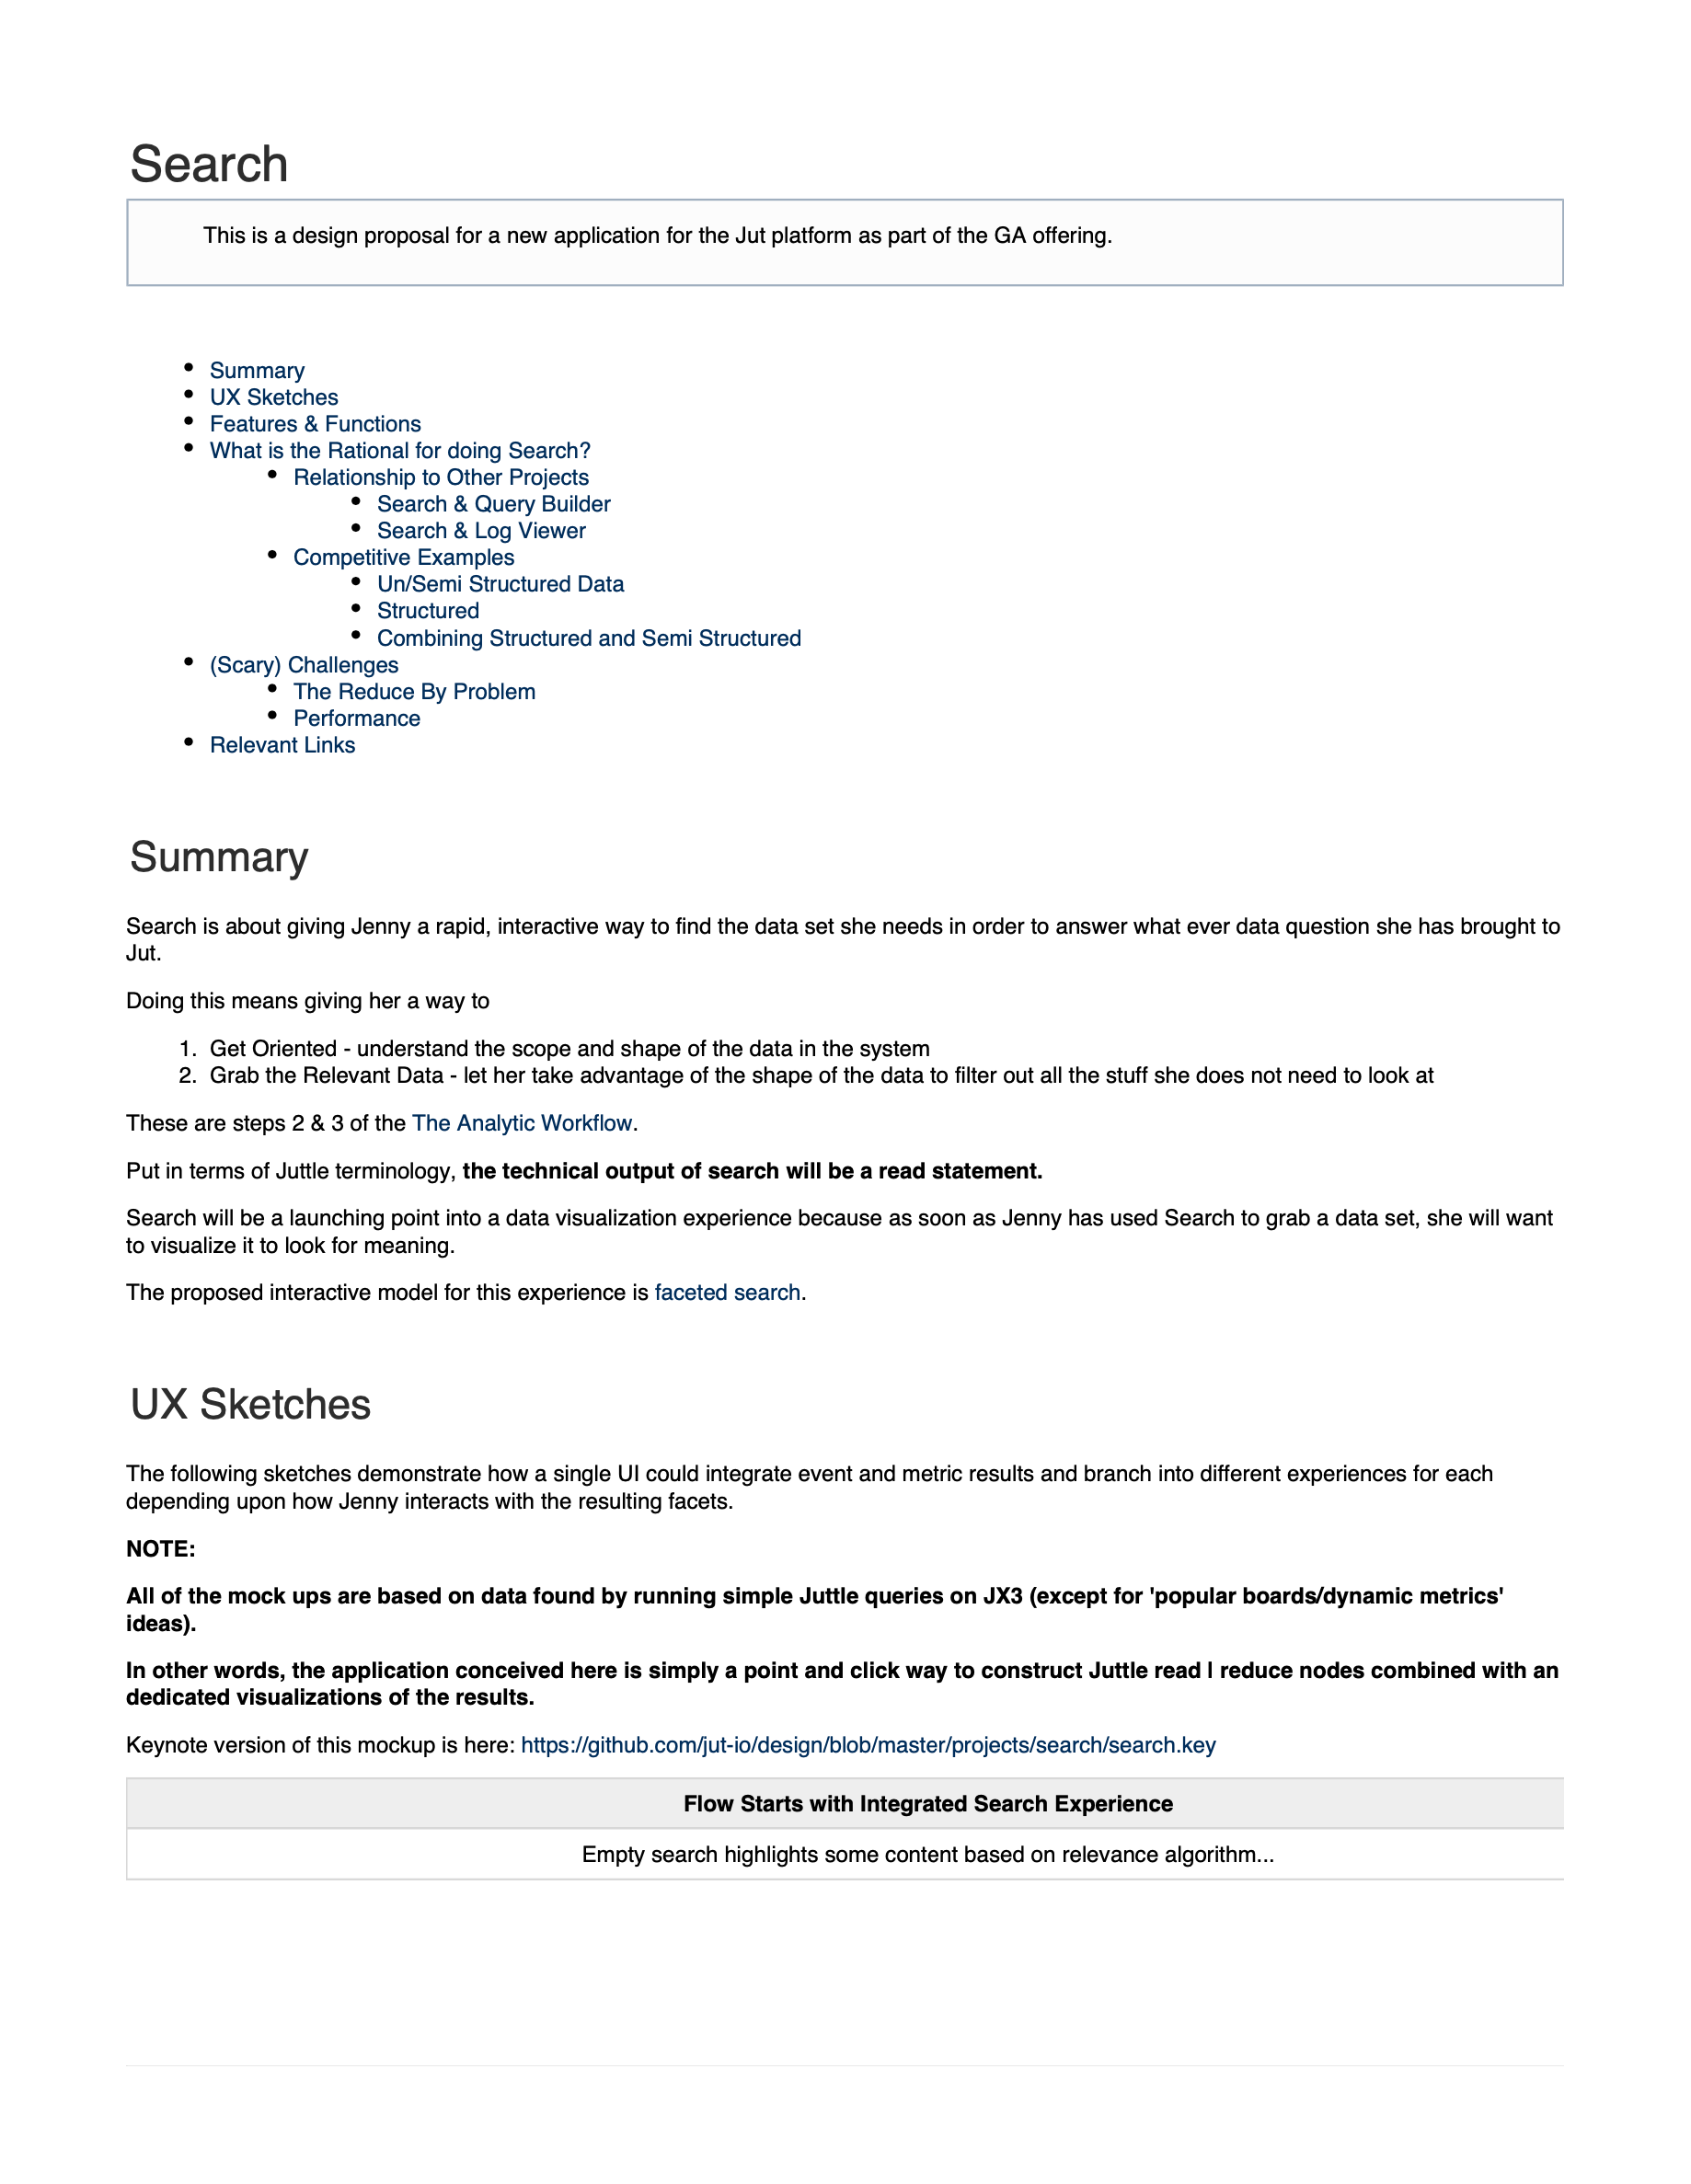 Search
This is a design proposal for a new application for the Jut platform as part of the GA offering.
• Summary
• UX Sketches
• Features & Functions
• What is the Rational for doing Search?
• Relationship to Other Projects
• Search & Query Builder
• Search & Log Viewer
• Competitive Examples
• Un/Semi Structured Data
• Structured
• Combining Structured and Semi Structured
• (Scary) Challenges
• The Reduce By Problem
• Performance
• Relevant Links
Summary
Search is about giving Jenny a rapid, interactive way to find the data set she needs in order to answer what ever data question she has brought to
Jut.
Doing this means giving her a way to
1. Get Oriented - understand the scope and shape of the data in the system
2. Grab the Relevant Data - let her take advantage of the shape of the data to filter out all the stuff she does not need to look at
These are steps 2 & 3 of the The Analytic Workflow.
Put in terms of Juttle terminology, the technical output of search will be a read statement.
Search will be a launching point into a data visualization experience because as soon as Jenny has used Search to grab a data set, she will want
to visualize it to look for meaning.
The proposed interactive model for this experience is faceted search.
UX Sketches
The following sketches demonstrate how a single UI could integrate event and metric results and branch into different experiences for each
depending upon how Jenny interacts with the resulting facets.
NOTE:
All of the mock ups are based on data found by running simple Juttle queries on JX3 (except for 'popular boards/dynamic metrics'
ideas).
In other words, the application conceived here is simply a point and click way to construct Juttle read | reduce nodes combined with an
dedicated visualizations of the results.
Keynote version of this mockup is here: https://github.com/jut-io/design/blob/master/projects/search/search.key
Flow Starts with Integrated Search Experience
Empty search highlights some content based on relevance algorithm...